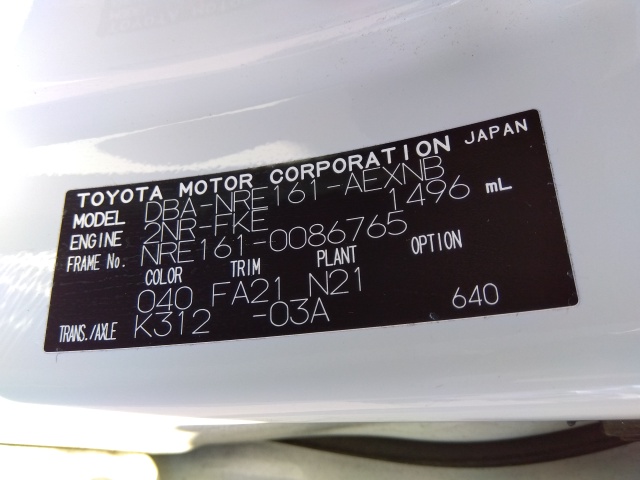 TOYOTA MOTOR CORPORATION JAPAN
MODEL DBA-NRE161-AEXNB
ENGINE 2NR-FKE 1496 mL
FRAME No. NRE161-0086765
COLOR TRIM PLANT OPTION
040 FA21 N21
TRANS./AXLE K312 -03A 640